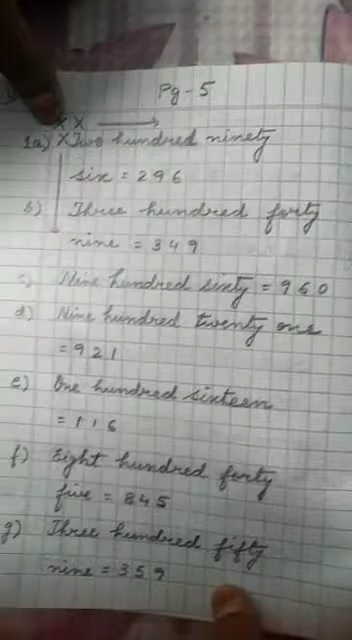 Pg - 5
X X
1a) X Two hundred ninety
six = 296
b) Three hundred forty
nine = 349
c) Nine hundred sixty = 960
d) Nine hundred twenty one
= 921
e) One hundred sixteen
= 116
f) Eight hundred forty
five = 845
g) Three hundred fifty
nine = 359